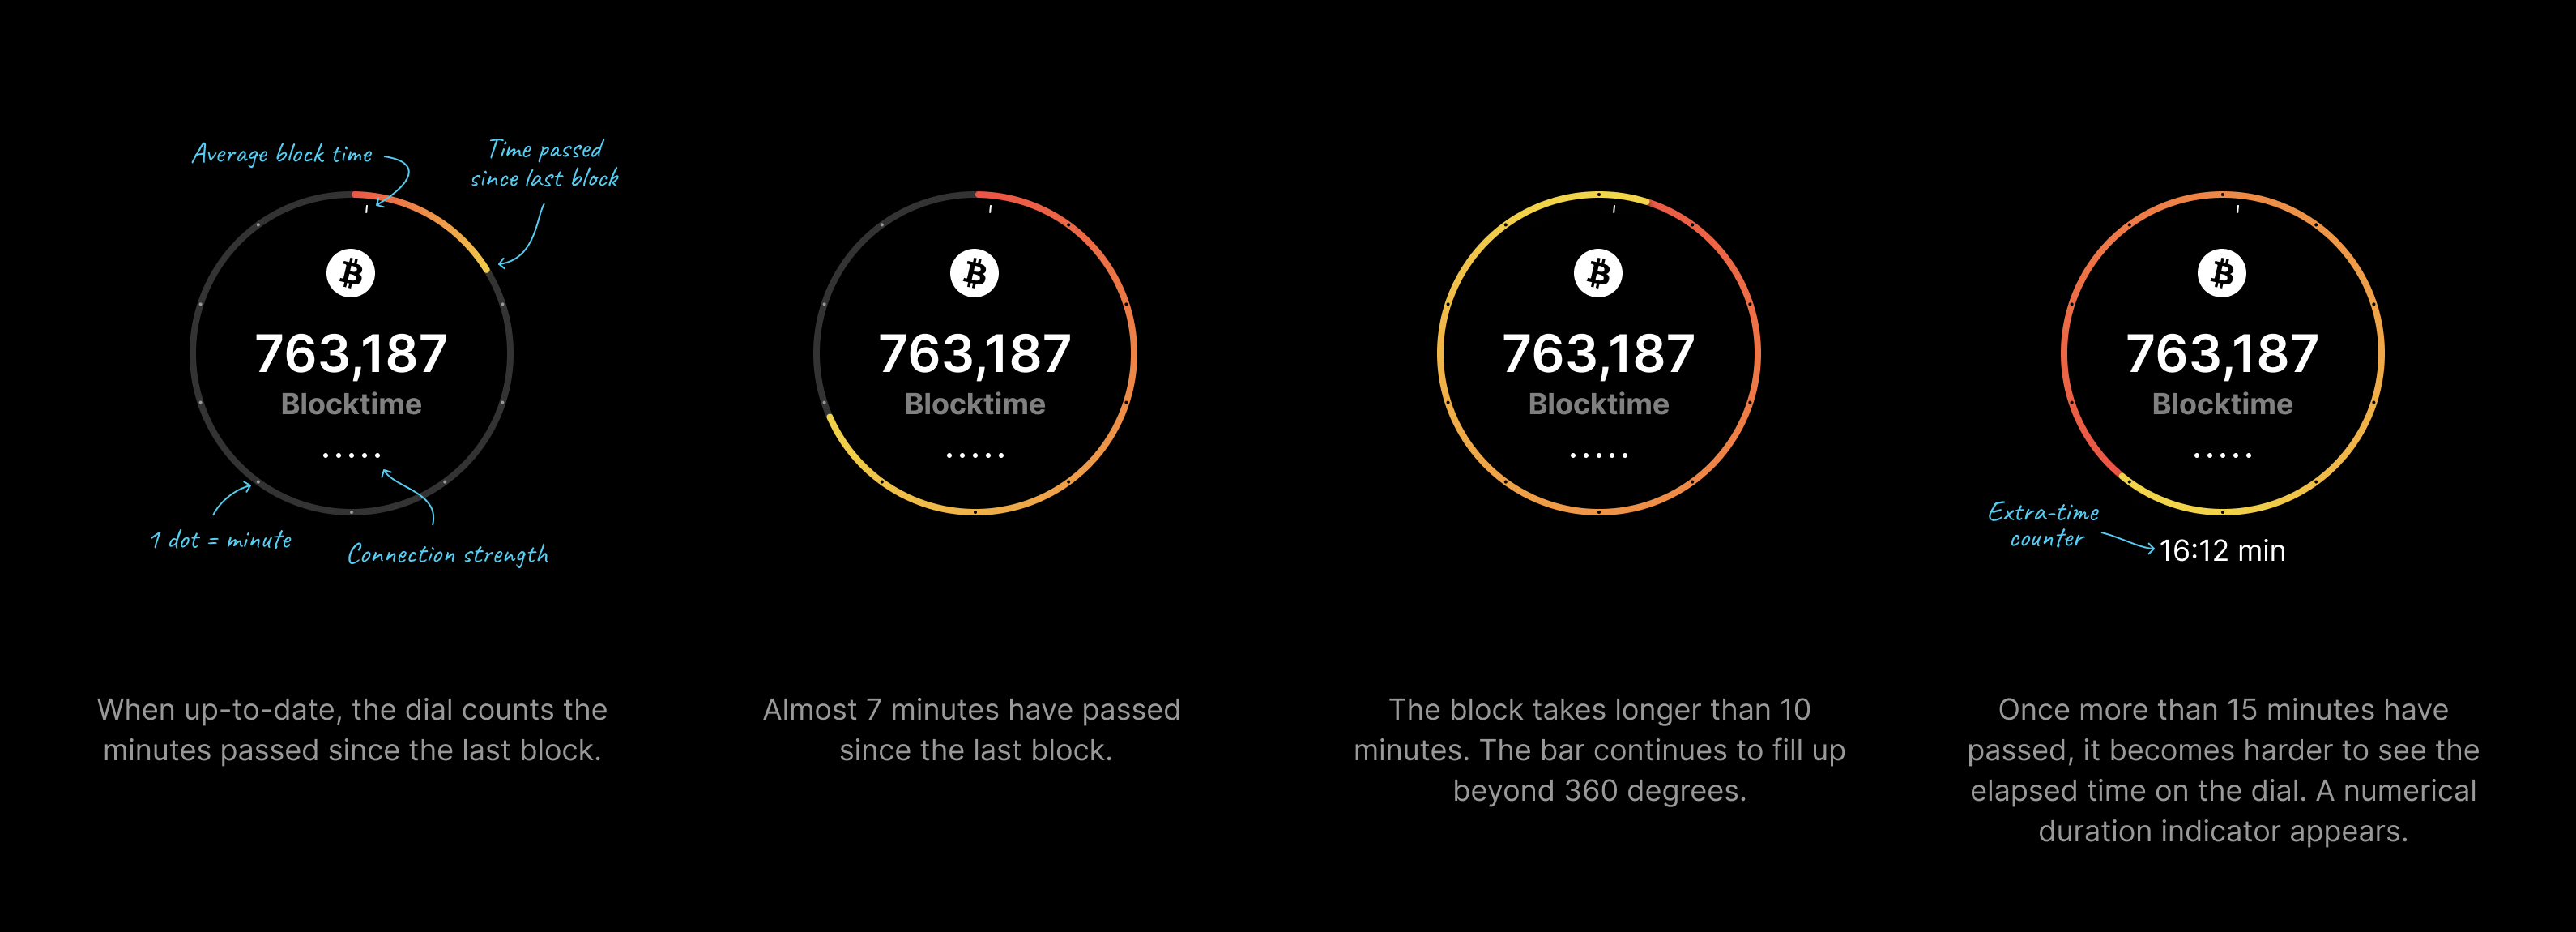 Average block time
Time passed
since last block
763,187
Blocktime
1 dot = minute
Connection strength
When up-to-date, the dial counts the
minutes passed since the last block.
763,187
Blocktime
Almost 7 minutes have passed
since the last block.
763,187
Blocktime
The block takes longer than 10
minutes. The bar continues to fill up
beyond 360 degrees.
763,187
Blocktime
Extra-time
counter
16:12 min
Once more than 15 minutes have
passed, it becomes harder to see the
elapsed time on the dial. A numerical
duration indicator appears.